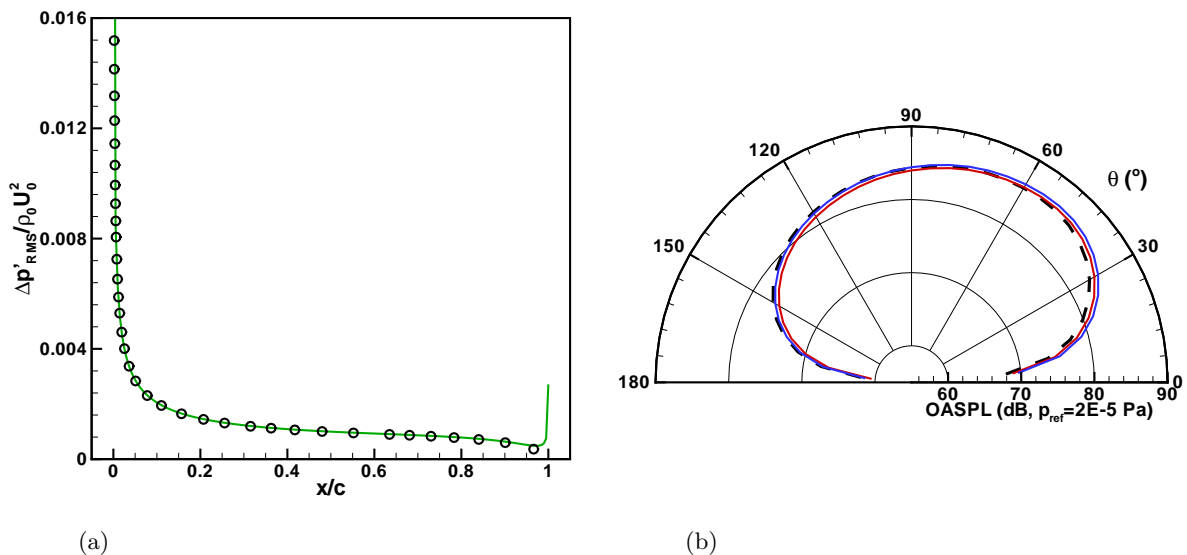 0.016
0.012
0.008
0.004
0
Δp'RMS/ρ0U0^2
0 0.2 0.4 0.6 0.8 1
x/c
(a)
90
120 60
θ (°)
150 30
180 60 70 80 90 0
OASPL (dB, pref=2E-5 Pa)
(b)